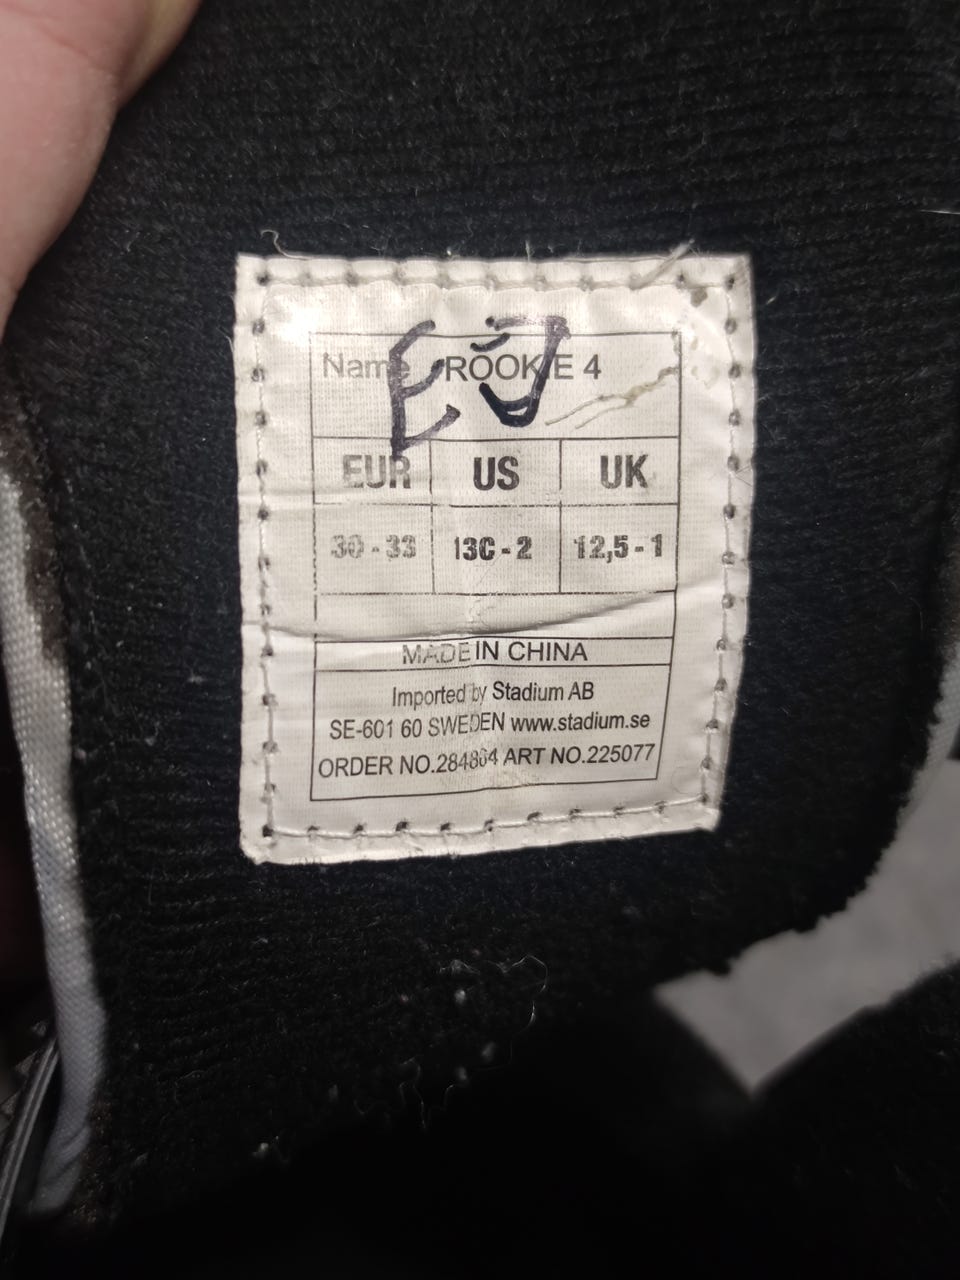 EJ
Name ROOKIE 4
EUR US UK
30 - 33 13C - 2 12,5 - 1
MADE IN CHINA
Imported by Stadium AB
SE-601 60 SWEDEN www.stadium.se
ORDER NO.284864 ART NO.225077